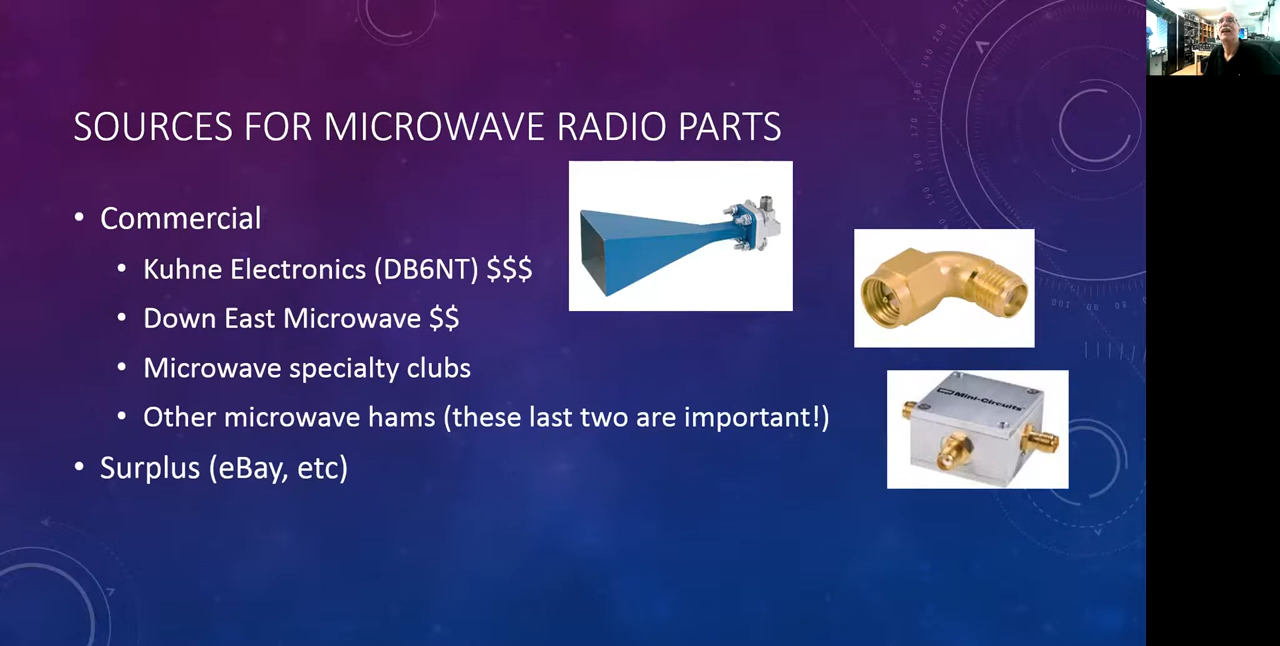 SOURCES FOR MICROWAVE RADIO PARTS
• Commercial
• Kuhne Electronics (DB6NT) $$$
• Down East Microwave $$
• Microwave specialty clubs
• Other microwave hams (these last two are important!)
• Surplus (eBay, etc)
Mini-Circuits